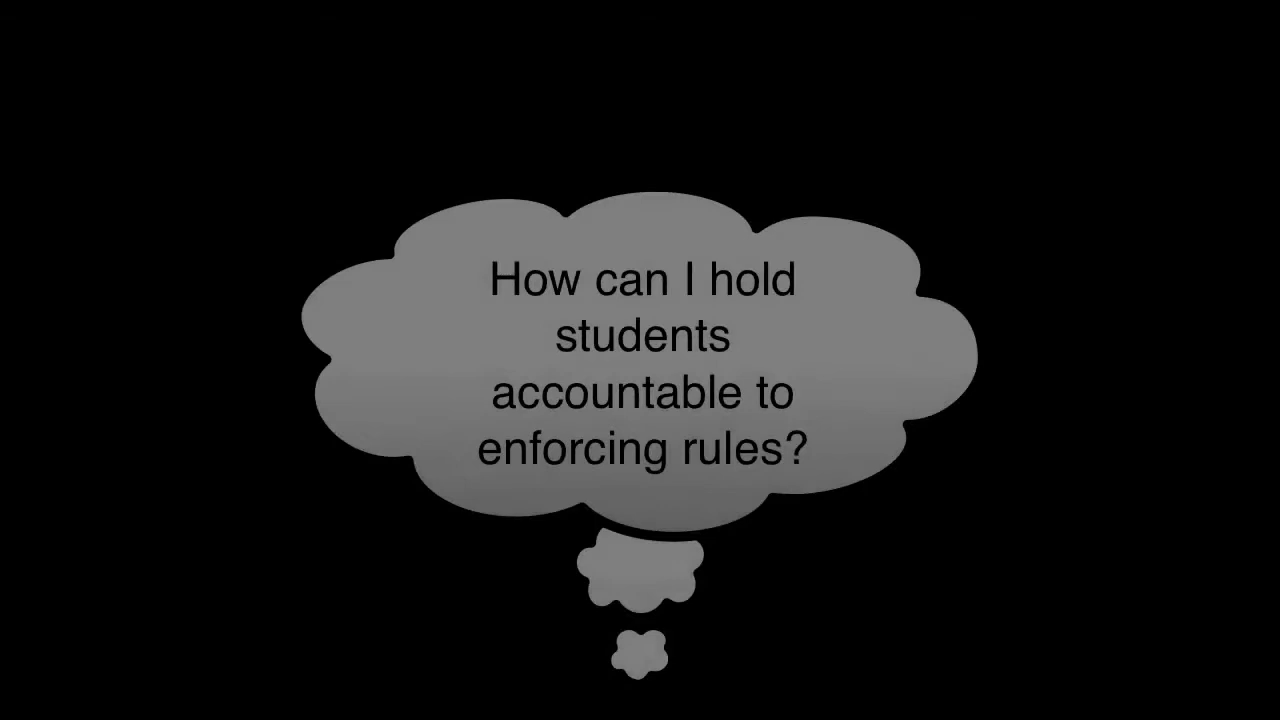 How can I hold
students
accountable to
enforcing rules?